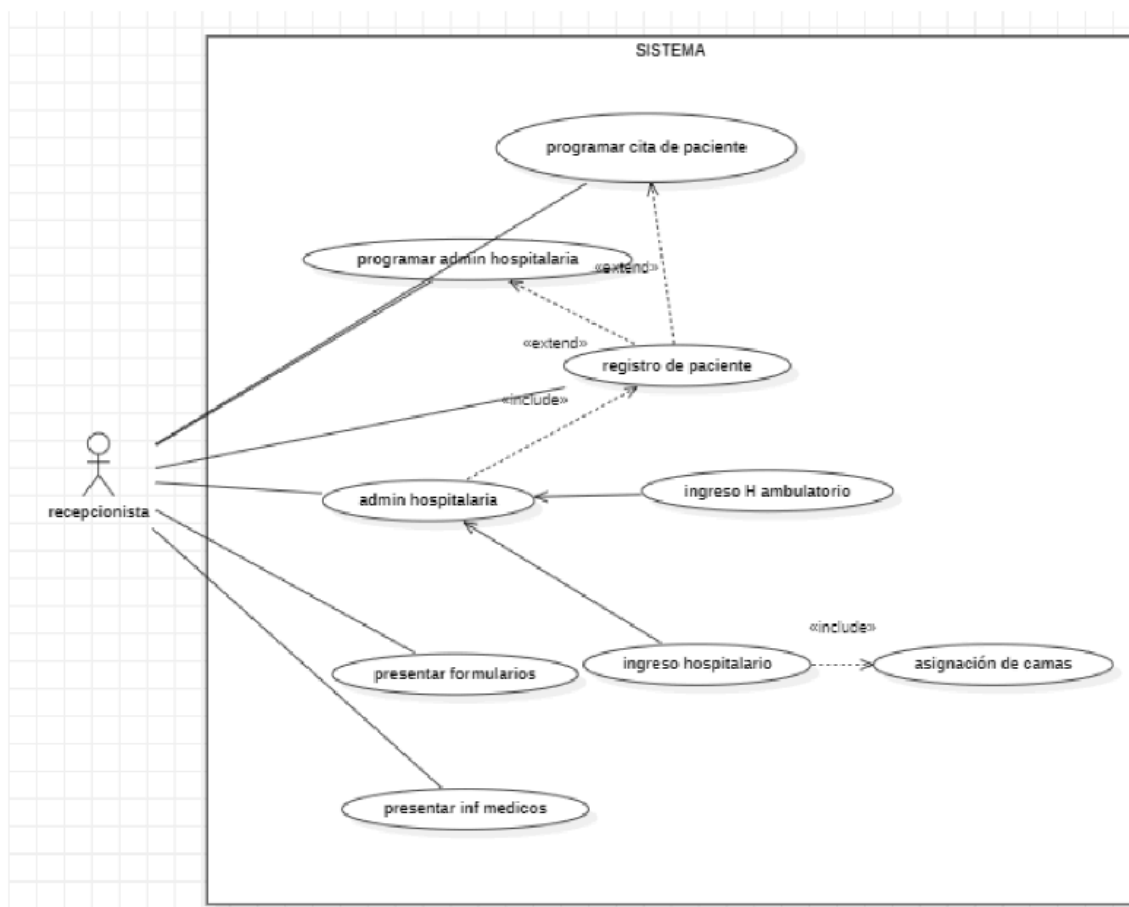 SISTEMA
programar cita de paciente
programar admin hospitalaria
«extend»
«extend»
registro de paciente
«include»
admin hospitalaria
ingreso H ambulatorio
recepcionista
«include»
presentar formularios
ingreso hospitalario
asignación de camas
presentar inf medicos